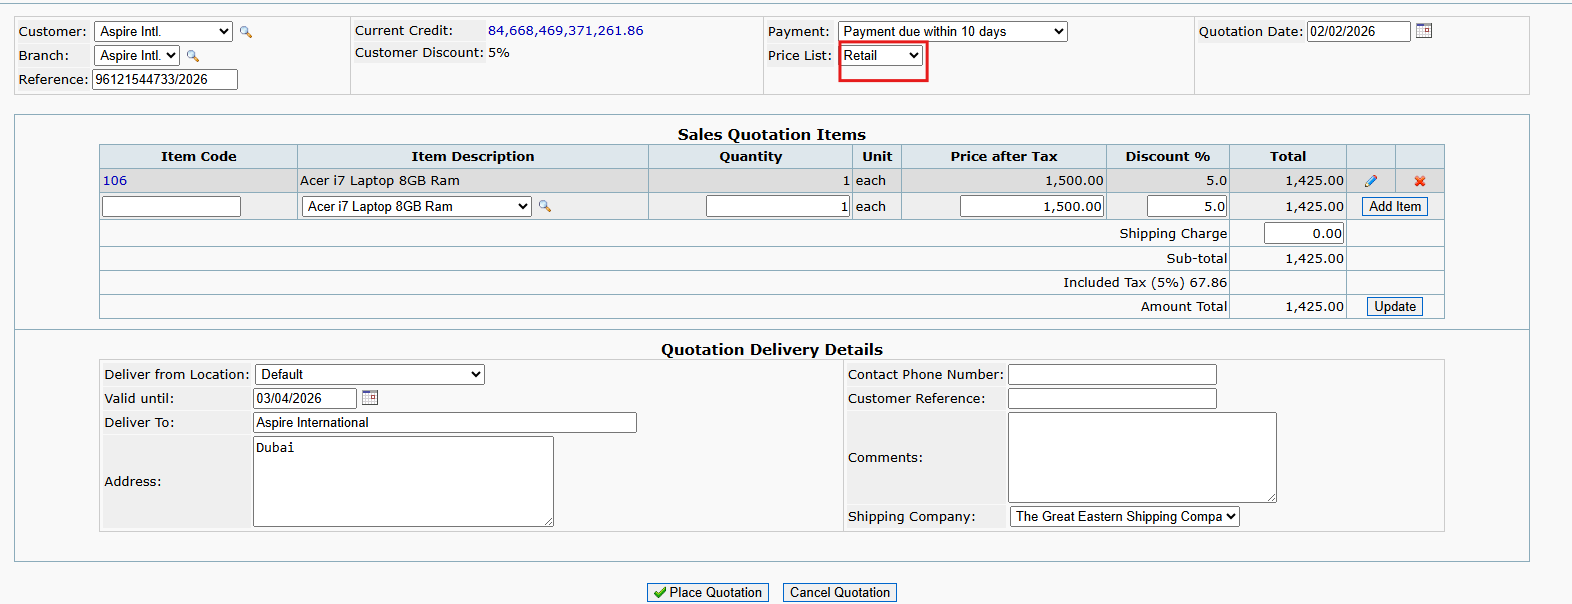 Customer: Aspire Intl. Current Credit: 84,668,469,371,261.86 Payment: Payment due within 10 days Quotation Date: 02/02/2026
Branch: Aspire Intl. Customer Discount: 5% Price List: Retail
Reference: 96121544733/2026
Sales Quotation Items
Item Code Item Description Quantity Unit Price after Tax Discount % Total
106 Acer i7 Laptop 8GB Ram 1 each 1,500.00 5.0 1,425.00
Acer i7 Laptop 8GB Ram 1 each 1,500.00 5.0 1,425.00 Add Item
Shipping Charge 0.00
Sub-total 1,425.00
Included Tax (5%) 67.86
Amount Total 1,425.00 Update
Quotation Delivery Details
Deliver from Location: Default Contact Phone Number:
Valid until: 03/04/2026 Customer Reference:
Deliver To: Aspire International
Address: Dubai Comments:
Shipping Company: The Great Eastern Shipping Compa
Place Quotation Cancel Quotation